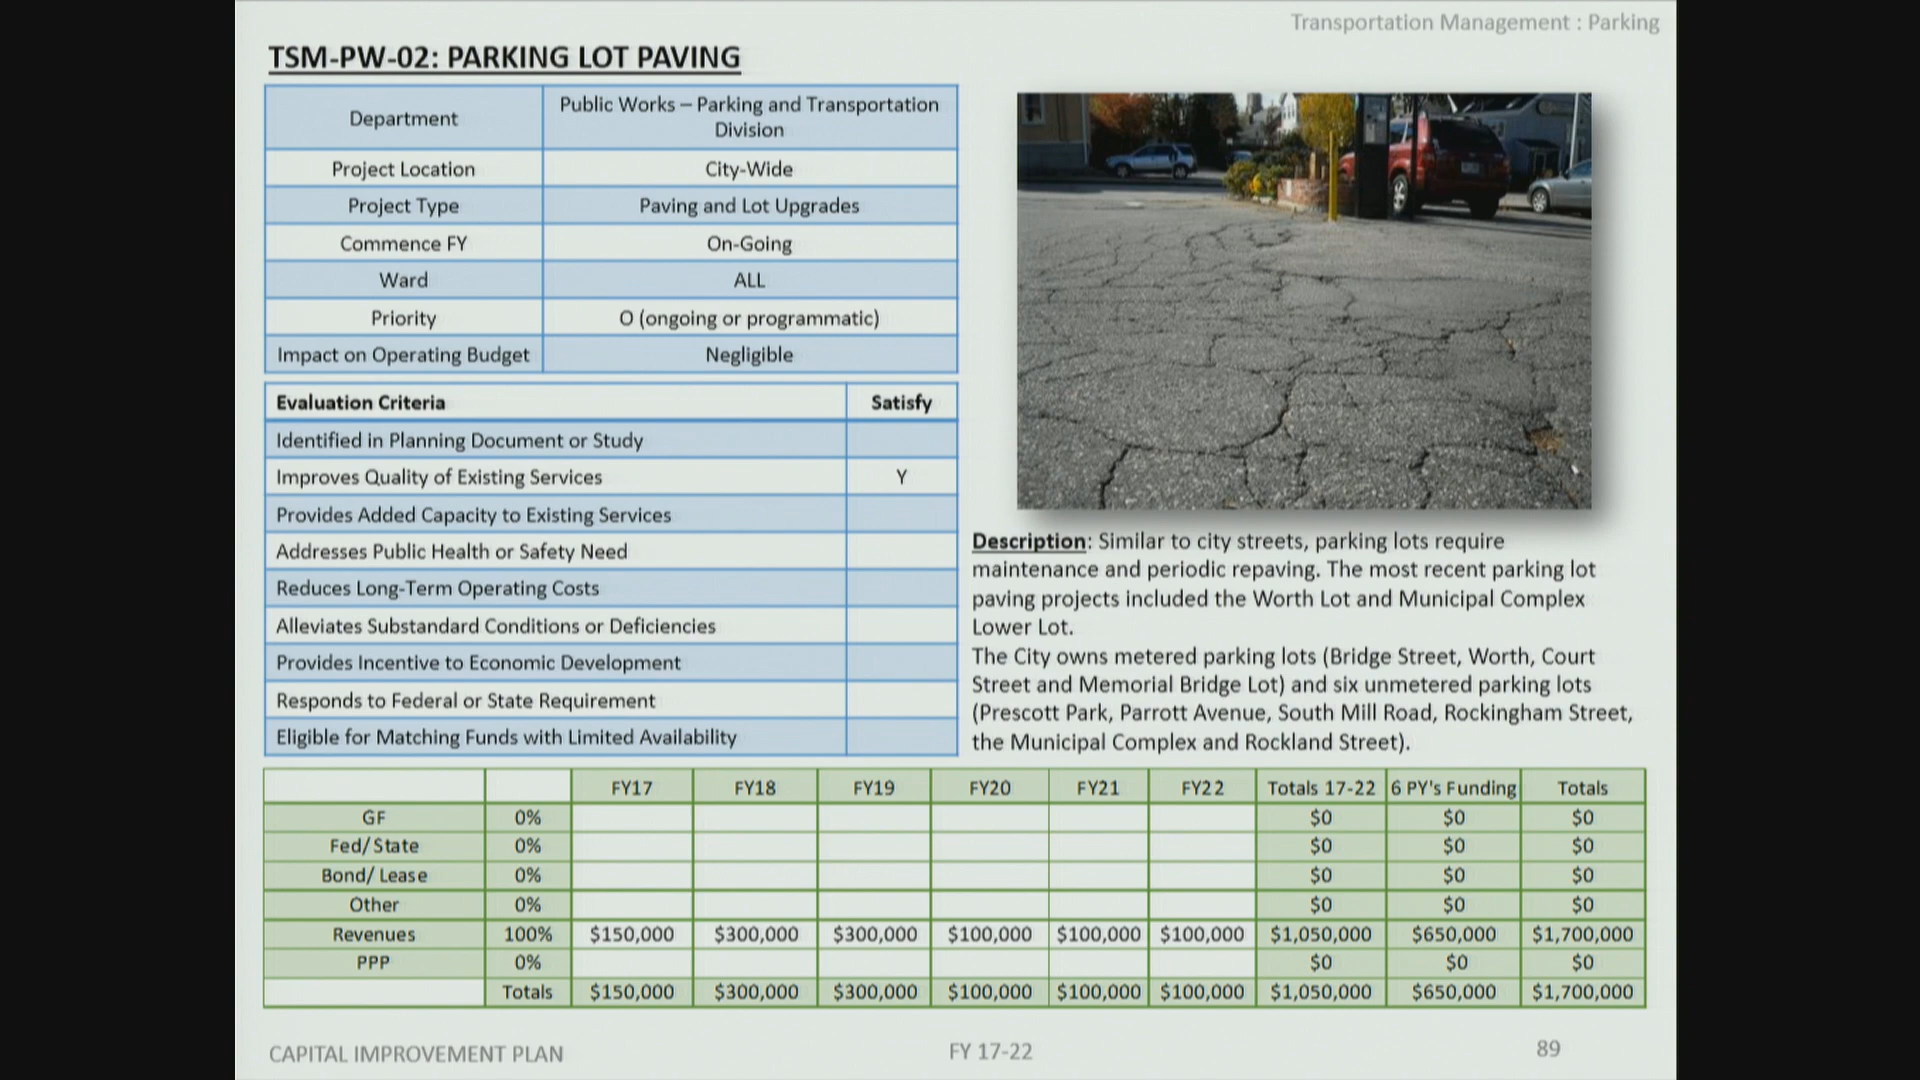 Transportation Management : Parking
TSM-PW-02: PARKING LOT PAVING
Department
Public Works – Parking and Transportation
Division
Project Location
City-Wide
Project Type
Paving and Lot Upgrades
Commence FY
On-Going
Ward
ALL
Priority
O (ongoing or programmatic)
Impact on Operating Budget
Negligible
Evaluation Criteria
Satisfy
Identified in Planning Document or Study
Improves Quality of Existing Services
Y
Provides Added Capacity to Existing Services
Addresses Public Health or Safety Need
Reduces Long-Term Operating Costs
Alleviates Substandard Conditions or Deficiencies
Provides Incentive to Economic Development
Responds to Federal or State Requirement
Eligible for Matching Funds with Limited Availability
Description: Similar to city streets, parking lots require
maintenance and periodic repaving. The most recent parking lot
paving projects included the Worth Lot and Municipal Complex
Lower Lot.
The City owns metered parking lots (Bridge Street, Worth, Court
Street and Memorial Bridge Lot) and six unmetered parking lots
(Prescott Park, Parrott Avenue, South Mill Road, Rockingham Street,
the Municipal Complex and Rockland Street).
FY17 FY18 FY19 FY20 FY21 FY22 Totals 17-22 6 PY's Funding Totals
GF 0% $0 $0 $0
Fed/ State 0% $0 $0 $0
Bond/ Lease 0% $0 $0 $0
Other 0% $0 $0 $0
Revenues 100% $150,000 $300,000 $300,000 $100,000 $100,000 $100,000 $1,050,000 $650,000 $1,700,000
PPP 0% $0 $0 $0
Totals $150,000 $300,000 $300,000 $100,000 $100,000 $100,000 $1,050,000 $650,000 $1,700,000
CAPITAL IMPROVEMENT PLAN FY 17-22 89